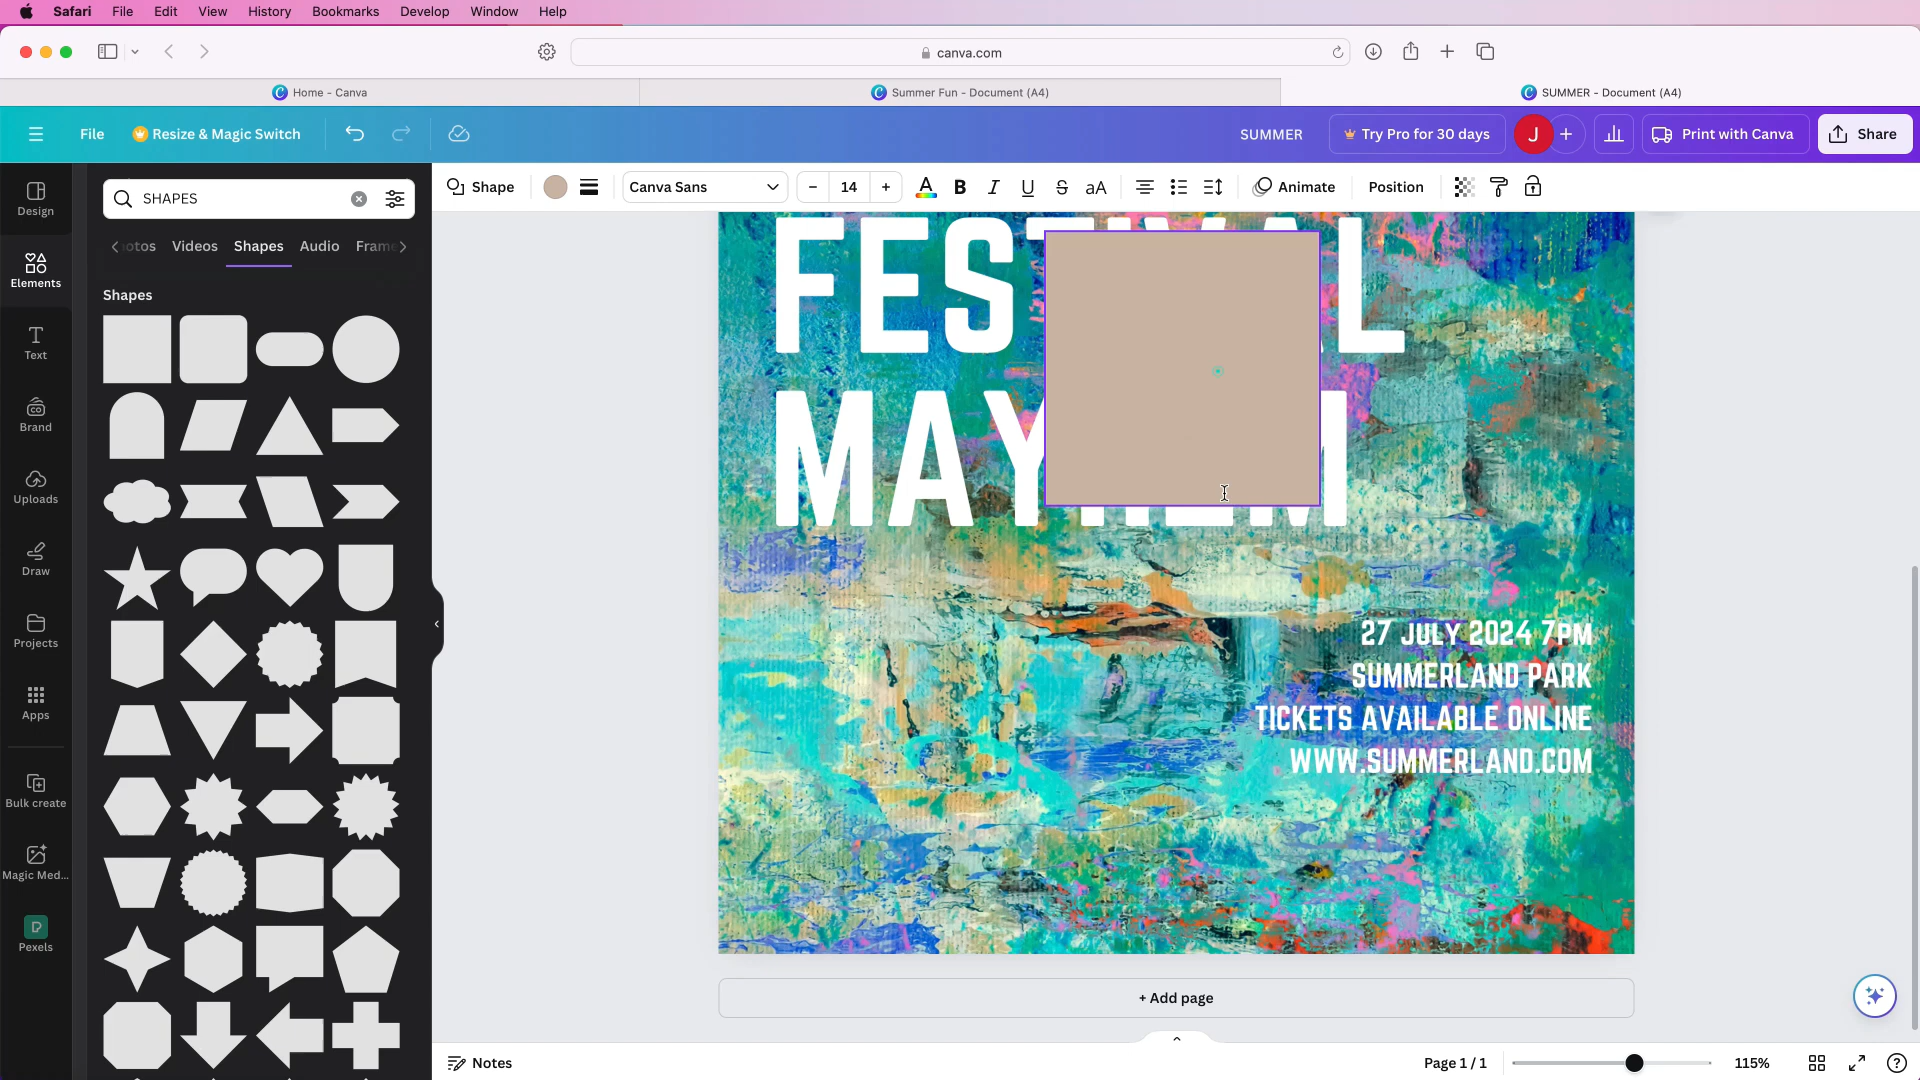 Safari File Edit View History Bookmarks Develop Window Help
canva.com
Home - Canva
Summer Fun - Document (A4)
SUMMER - Document (A4)
File
Resize & Magic Switch
SUMMER
Try Pro for 30 days
J
Print with Canva
Share
Shape
Canva Sans
14
A
B
I
U
S
aA
Animate
Position
Design
Elements
Text
Brand
Uploads
Draw
Projects
Apps
Bulk create
Magic Med...
Pexels
SHAPES
Videos Shapes Audio
Shapes
27 JULY 2024 7PM
SUMMERLAND PARK
TICKETS AVAILABLE ONLINE
WWW.SUMMERLAND.COM
+ Add page
Notes
Page 1 / 1
115%